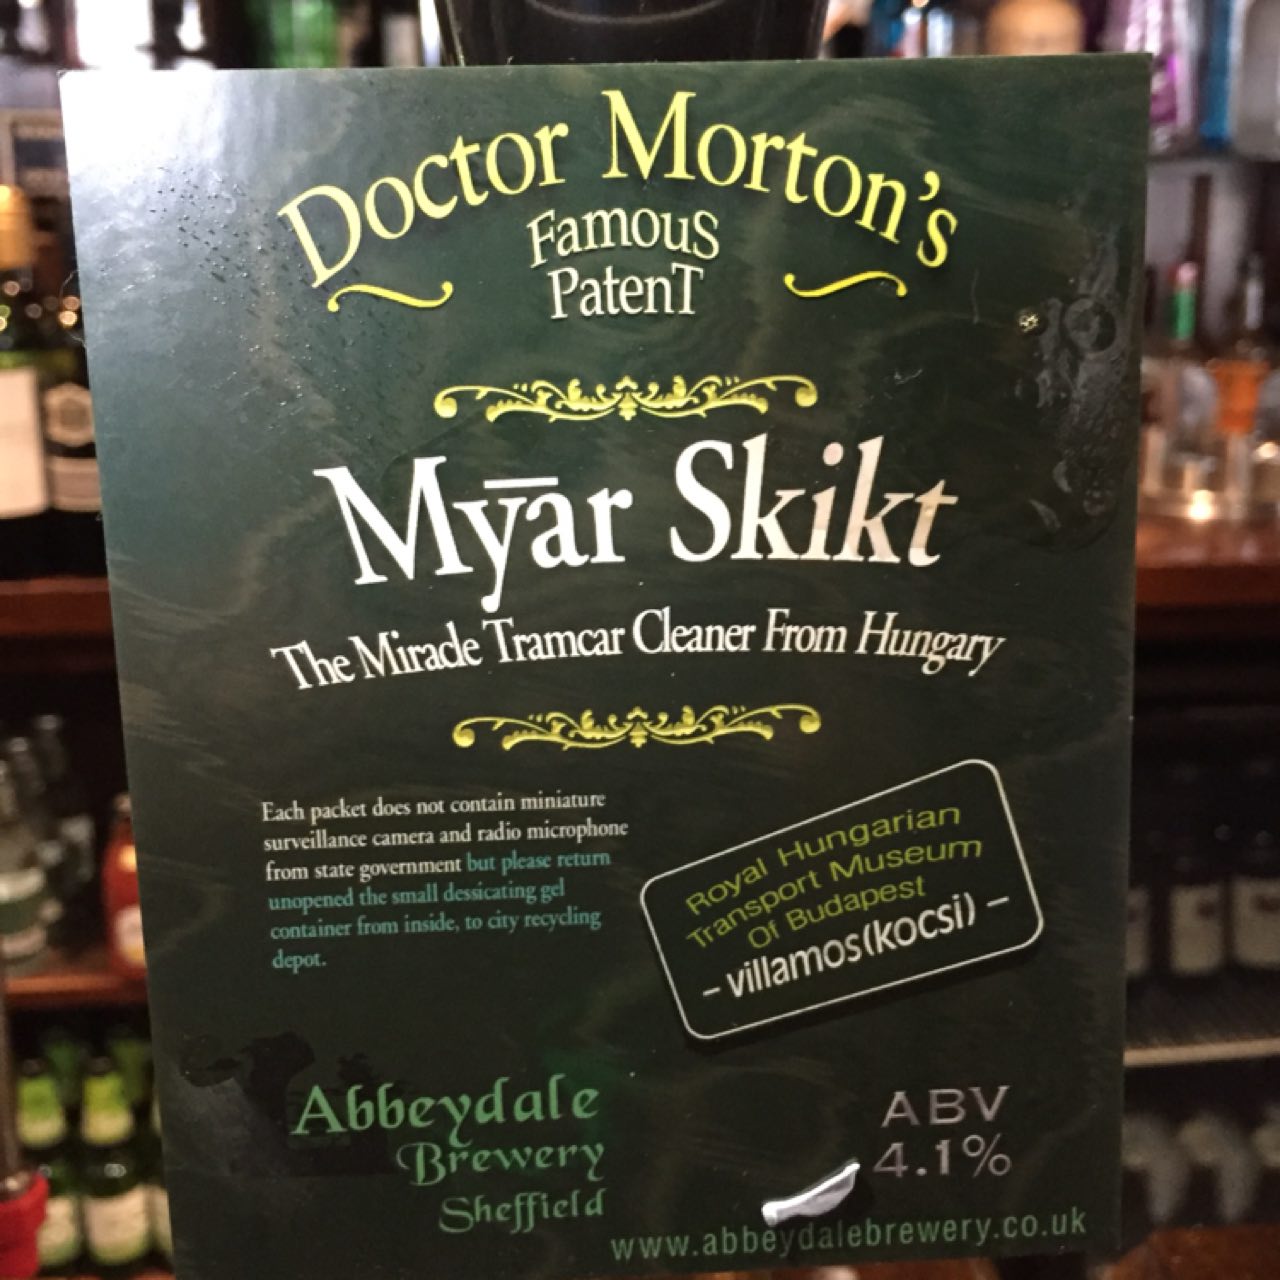 Doctor Morton's
Famous
Patent
Mȳār Skikt
The Miracle Tramcar Cleaner From Hungary
Each packet does not contain miniature
surveillance camera and radio microphone
from state government but please return
unopened the small dessicating gel
container from inside, to city recycling
depot.
Royal Hungarian
Transport Museum
Of Budapest
– villamos(kocsi) –
Abbeydale
Brewery
Sheffield
ABV
4.1%
www.abbeydalebrewery.co.uk